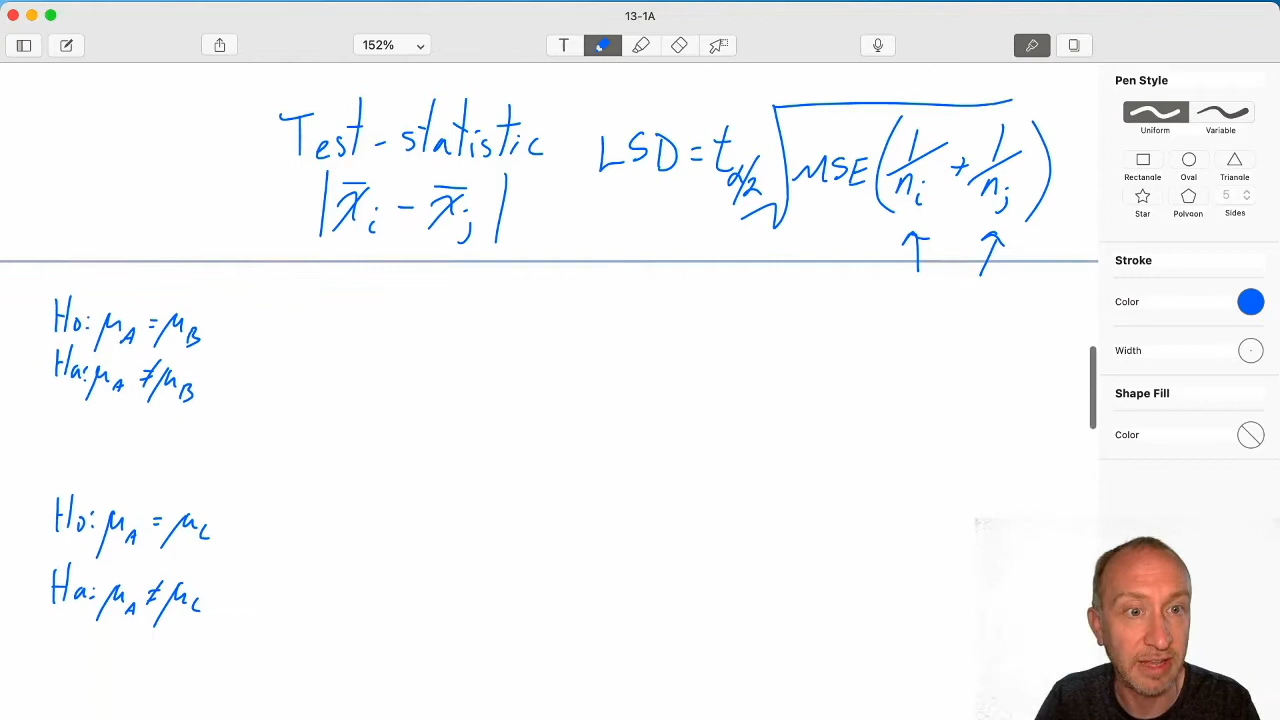 13-1A
152%
T
Pen Style
Uniform
Variable
Rectangle
Oval
Triangle
Star
Polygon
5
Sides
Stroke
Color
Width
Shape Fill
Color
Test-statistic
|x̄i - x̄j|
LSD = tα/2 √MSE(1/ni + 1/nj)
↑ ↑
Ho: μA = μB
Ha: μA ≠ μB
Ho: μA = μC
Ha: μA ≠ μC